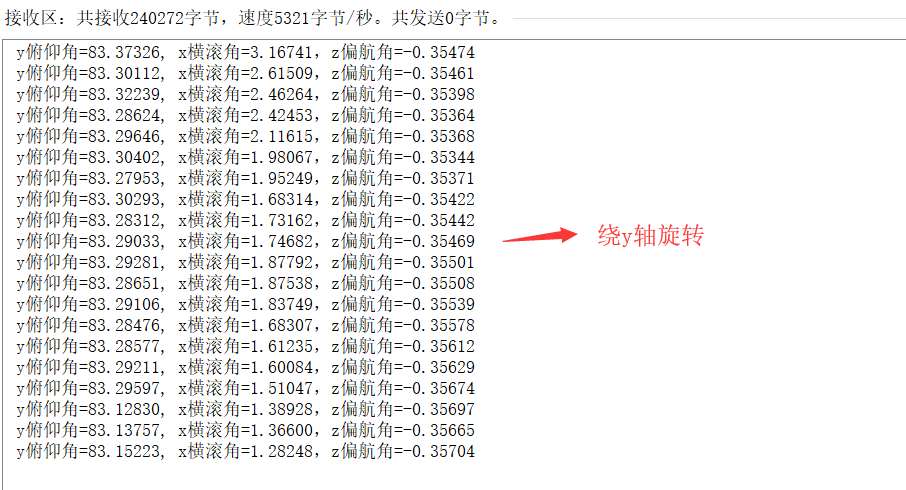 接收区：共接收240272字节，速度5321字节/秒。共发送0字节。
y俯仰角=83.37326, x横滚角=3.16741，z偏航角=-0.35474
y俯仰角=83.30112, x横滚角=2.61509，z偏航角=-0.35461
y俯仰角=83.32239, x横滚角=2.46264，z偏航角=-0.35398
y俯仰角=83.28624, x横滚角=2.42453，z偏航角=-0.35364
y俯仰角=83.29646, x横滚角=2.11615，z偏航角=-0.35368
y俯仰角=83.30402, x横滚角=1.98067，z偏航角=-0.35344
y俯仰角=83.27953, x横滚角=1.95249，z偏航角=-0.35371
y俯仰角=83.30293, x横滚角=1.68314，z偏航角=-0.35422
y俯仰角=83.28312, x横滚角=1.73162，z偏航角=-0.35442
y俯仰角=83.29033, x横滚角=1.74682，z偏航角=-0.35469
绕y轴旋转
y俯仰角=83.29281, x横滚角=1.87792，z偏航角=-0.35501
y俯仰角=83.28651, x横滚角=1.87538，z偏航角=-0.35508
y俯仰角=83.29106, x横滚角=1.83749，z偏航角=-0.35539
y俯仰角=83.28476, x横滚角=1.68307，z偏航角=-0.35578
y俯仰角=83.28577, x横滚角=1.61235，z偏航角=-0.35612
y俯仰角=83.29211, x横滚角=1.60084，z偏航角=-0.35629
y俯仰角=83.29597, x横滚角=1.51047，z偏航角=-0.35674
y俯仰角=83.12830, x横滚角=1.38928，z偏航角=-0.35697
y俯仰角=83.13757, x横滚角=1.36600，z偏航角=-0.35665
y俯仰角=83.15223, x横滚角=1.28248，z偏航角=-0.35704